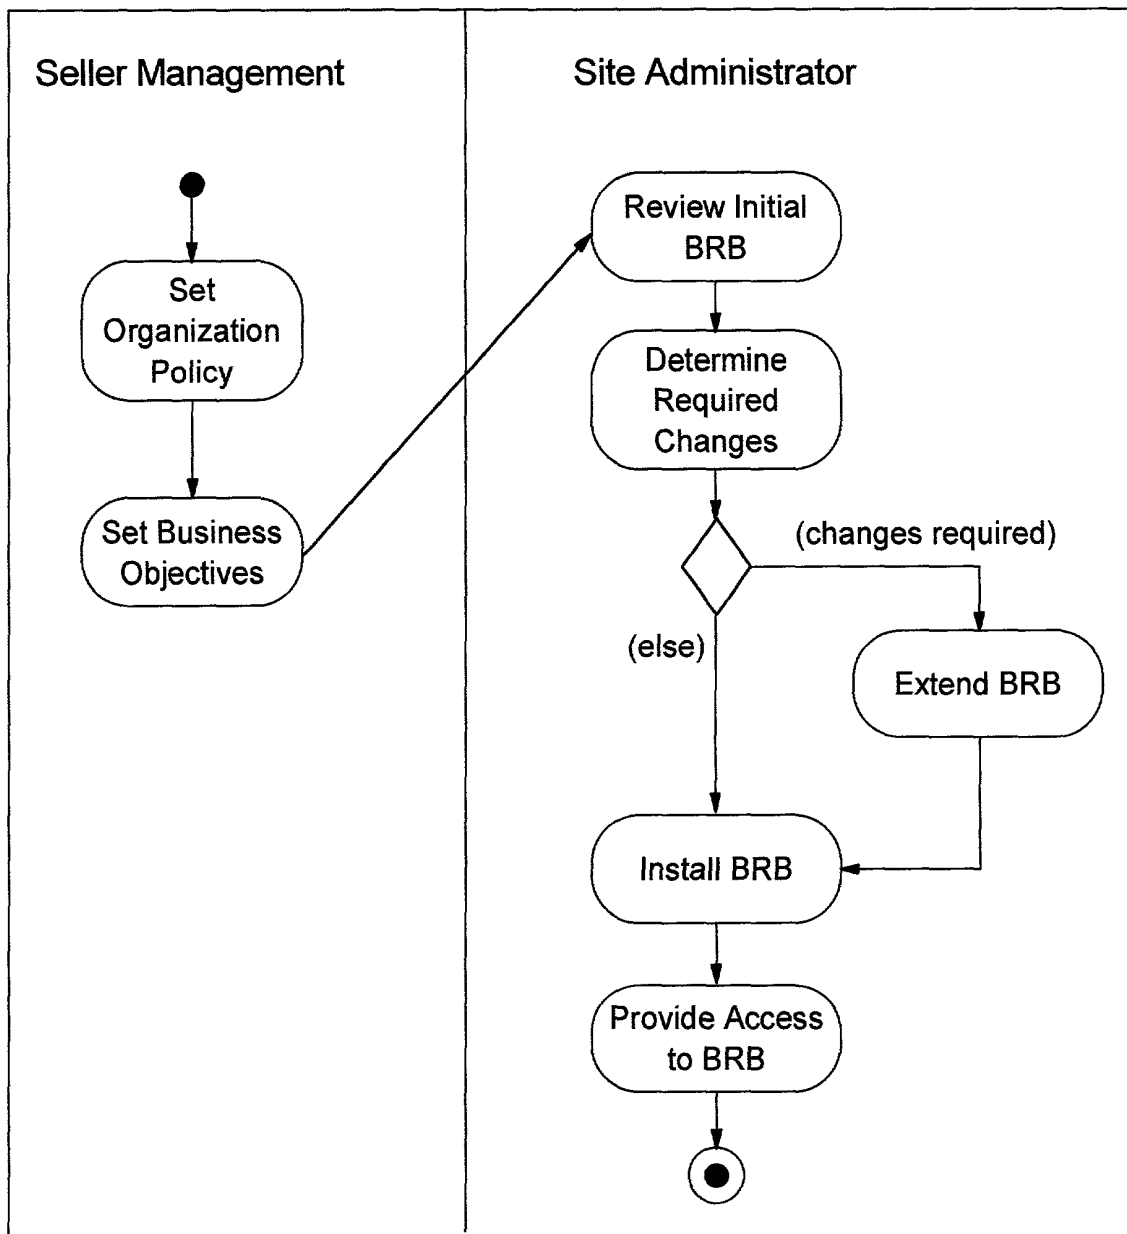 Seller Management
Site Administrator
Set
Organization
Policy
Set Business
Objectives
Review Initial
BRB
Determine
Required
Changes
(changes required)
(else)
Extend BRB
Install BRB
Provide Access
to BRB